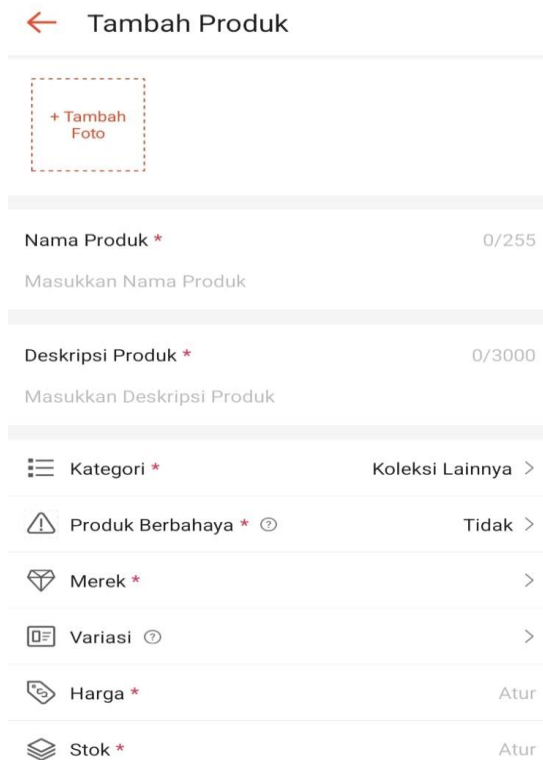 Tambah Produk
+ Tambah
Foto
Nama Produk * 0/255
Masukkan Nama Produk
Deskripsi Produk * 0/3000
Masukkan Deskripsi Produk
Kategori * Koleksi Lainnya >
Produk Berbahaya * ? Tidak >
Merek * >
Variasi ? >
Harga * Atur
Stok * Atur